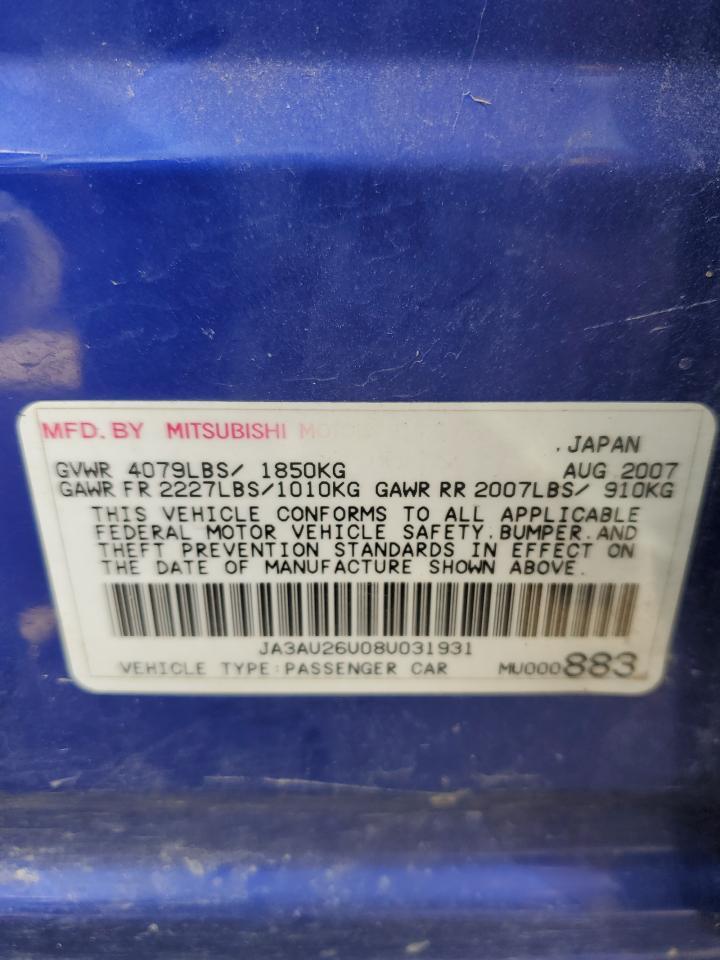 MFD. BY MITSUBISHI MO
. JAPAN
GVWR 4079LBS/ 1850KG AUG 2007
GAWR FR 2227LBS/1010KG GAWR RR 2007LBS/ 910KG
THIS VEHICLE CONFORMS TO ALL APPLICABLE
FEDERAL MOTOR VEHICLE SAFETY, BUMPER, AND
THEFT PREVENTION STANDARDS IN EFFECT ON
THE DATE OF MANUFACTURE SHOWN ABOVE.
JA3AU26U08U031931
VEHICLE TYPE:PASSENGER CAR MU000883